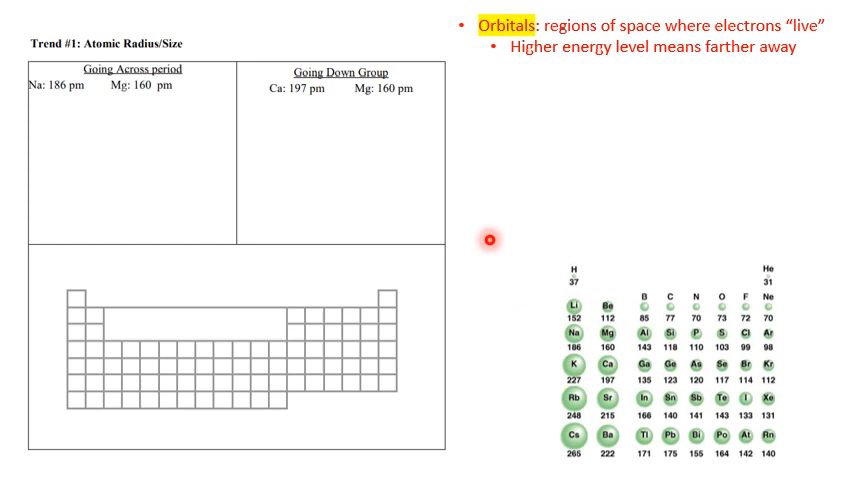 • Orbitals: regions of space where electrons “live”
• Higher energy level means farther away
Trend #1: Atomic Radius/Size
Going Across period
Na: 186 pm Mg: 160 pm
Going Down Group
Ca: 197 pm Mg: 160 pm
H He
37 31
B C N O F Ne
Li Be
152 112 85 77 70 73 72 70
Na Mg Al Si P S Cl Ar
186 160 143 118 110 103 99 98
K Ca Ga Ge As Se Br Kr
227 197 135 123 120 117 114 112
Rb Sr In Sn Sb Te I Xe
248 215 166 140 141 143 133 131
Cs Ba Tl Pb Bi Po At Rn
265 222 171 175 155 164 142 140